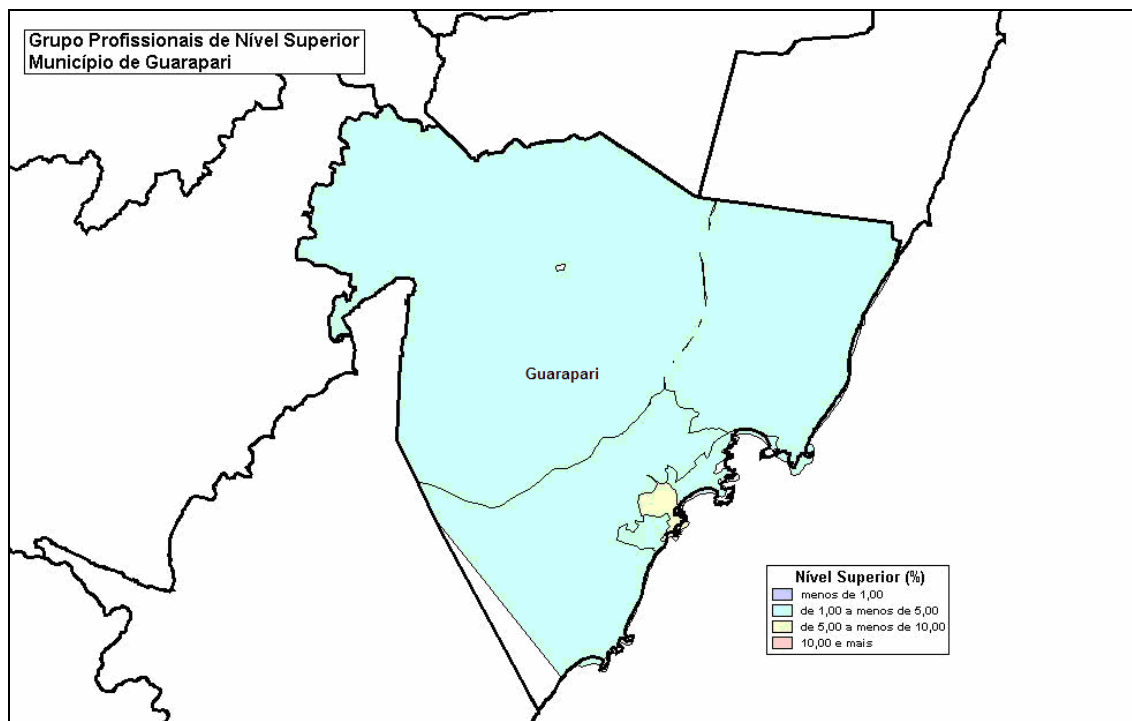 Grupo Profissionais de Nível Superior
Município de Guarapari
Guarapari
Nível Superior (%)
menos de 1,00
de 1,00 a menos de 5,00
de 5,00 a menos de 10,00
10,00 e mais